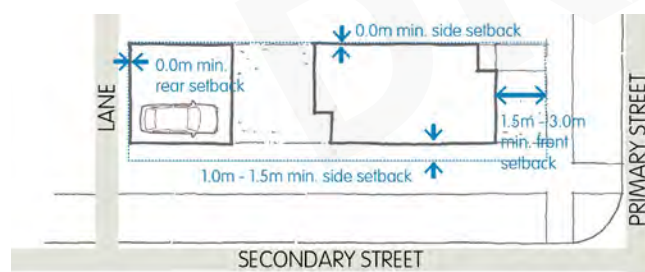 0.0m min. side setback
0.0m min.
rear setback
LANE
1.5m - 3.0m
min. front
setback
1.0m - 1.5m min. side setback
PRIMARY STREET
SECONDARY STREET